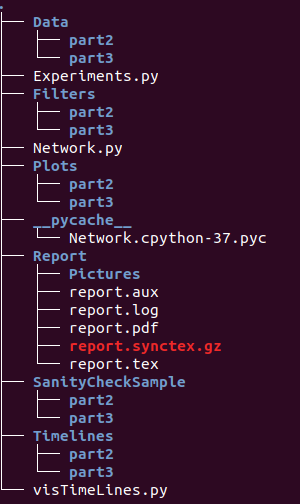 .
├── Data
│   ├── part2
│   └── part3
├── Experiments.py
├── Filters
│   ├── part2
│   └── part3
├── Network.py
├── Plots
│   ├── part2
│   └── part3
├── __pycache__
│   └── Network.cpython-37.pyc
├── Report
│   ├── Pictures
│   ├── report.aux
│   ├── report.log
│   ├── report.pdf
│   ├── report.synctex.gz
│   └── report.tex
├── SanityCheckSample
│   ├── part2
│   └── part3
├── Timelines
│   ├── part2
│   └── part3
└── visTimeLines.py